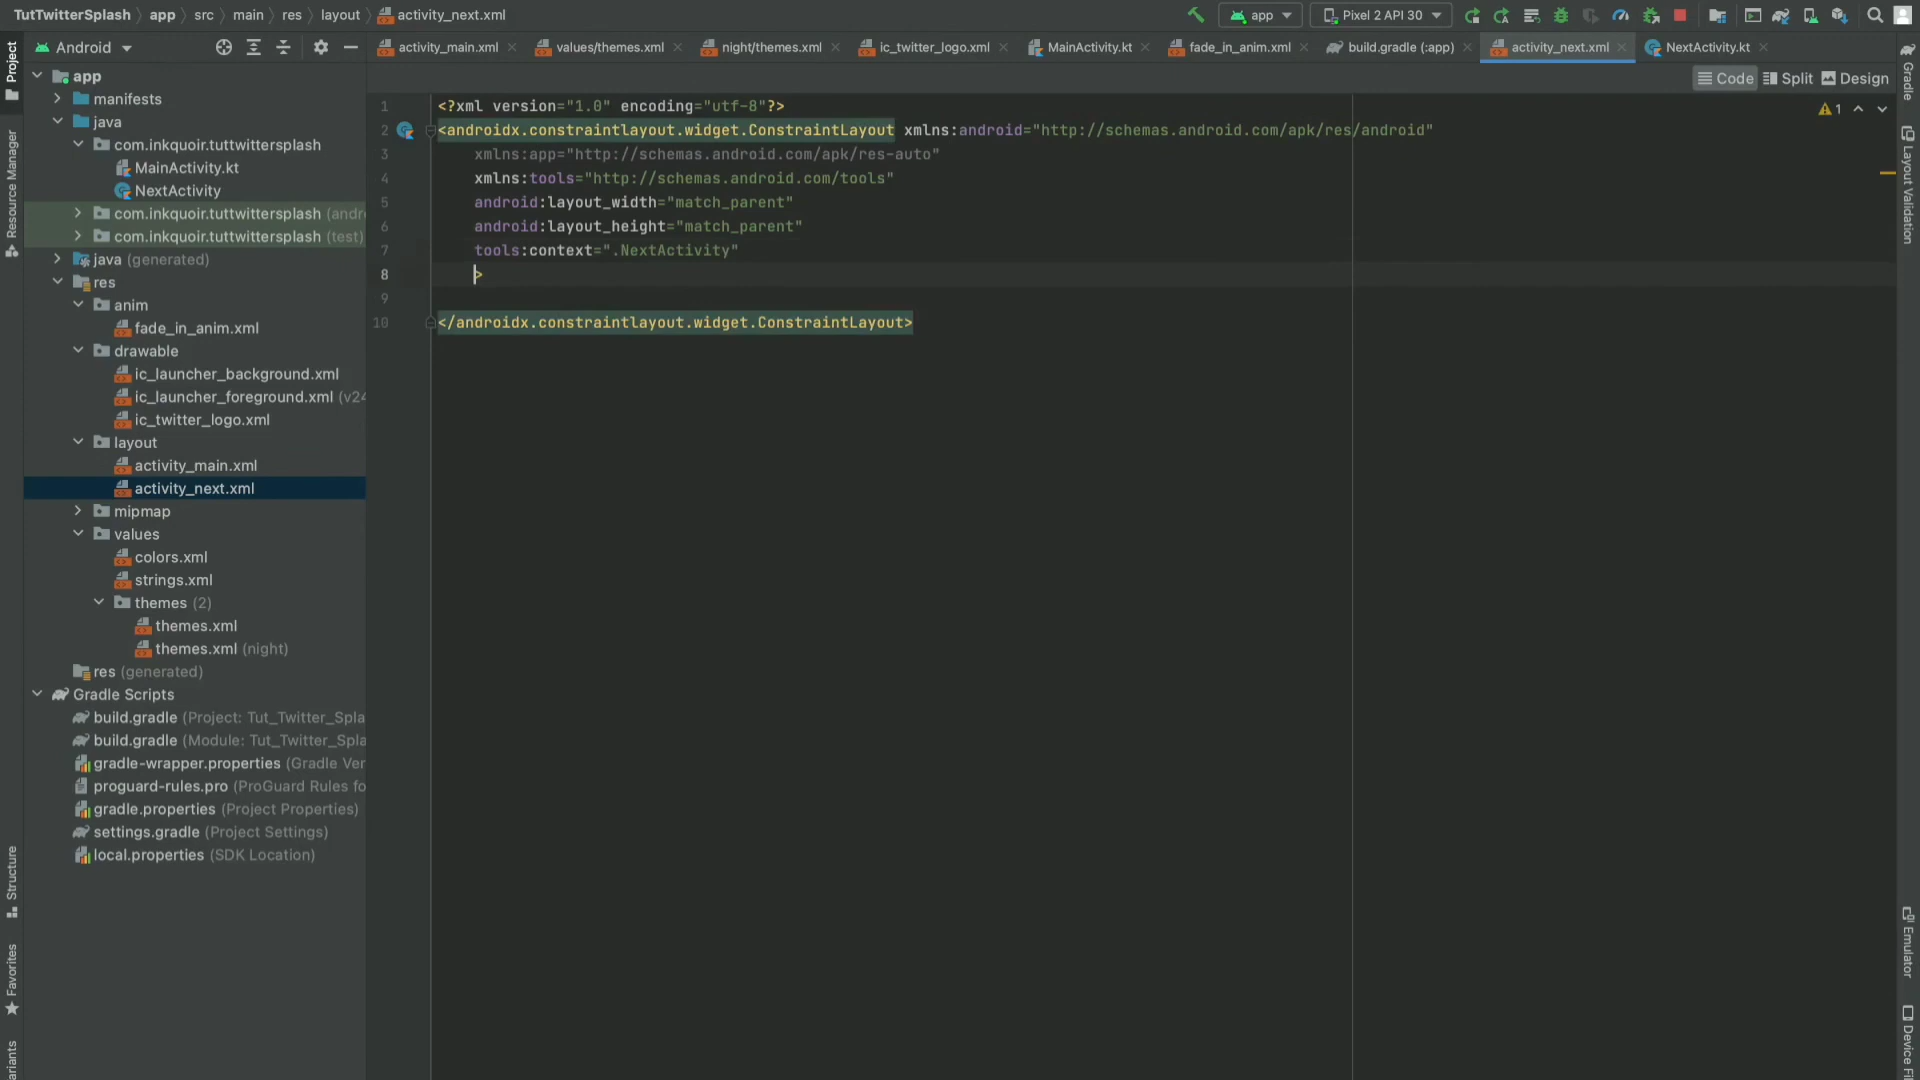 TutTwitterSplash app src main res layout activity_next.xml
app Pixel 2 API 30
Android
activity_main.xml values/themes.xml night/themes.xml ic_twitter_logo.xml MainActivity.kt fade_in_anim.xml build.gradle (:app) activity_next.xml NextActivity.kt
Code Split Design
Project
Resource Manager
Structure
Favorites
Gradle
Layout Validation
Emulator
app
manifests
java
com.inkquoir.tuttwittersplash
MainActivity.kt
NextActivity
com.inkquoir.tuttwittersplash (andr
com.inkquoir.tuttwittersplash (test)
java (generated)
res
anim
fade_in_anim.xml
drawable
ic_launcher_background.xml
ic_launcher_foreground.xml (v24
ic_twitter_logo.xml
layout
activity_main.xml
activity_next.xml
mipmap
values
colors.xml
strings.xml
themes (2)
themes.xml
themes.xml (night)
res (generated)
Gradle Scripts
build.gradle (Project: Tut_Twitter_Spla
build.gradle (Module: Tut_Twitter_Spla
gradle-wrapper.properties (Gradle Ver
proguard-rules.pro (ProGuard Rules fo
gradle.properties (Project Properties)
settings.gradle (Project Settings)
local.properties (SDK Location)
1
1 <?xml version="1.0" encoding="utf-8"?>
2 <androidx.constraintlayout.widget.ConstraintLayout xmlns:android="http://schemas.android.com/apk/res/android"
3 xmlns:app="http://schemas.android.com/apk/res-auto"
4 xmlns:tools="http://schemas.android.com/tools"
5 android:layout_width="match_parent"
6 android:layout_height="match_parent"
7 tools:context=".NextActivity"
8 >
9
10 </androidx.constraintlayout.widget.ConstraintLayout>
ariants
Device Fi